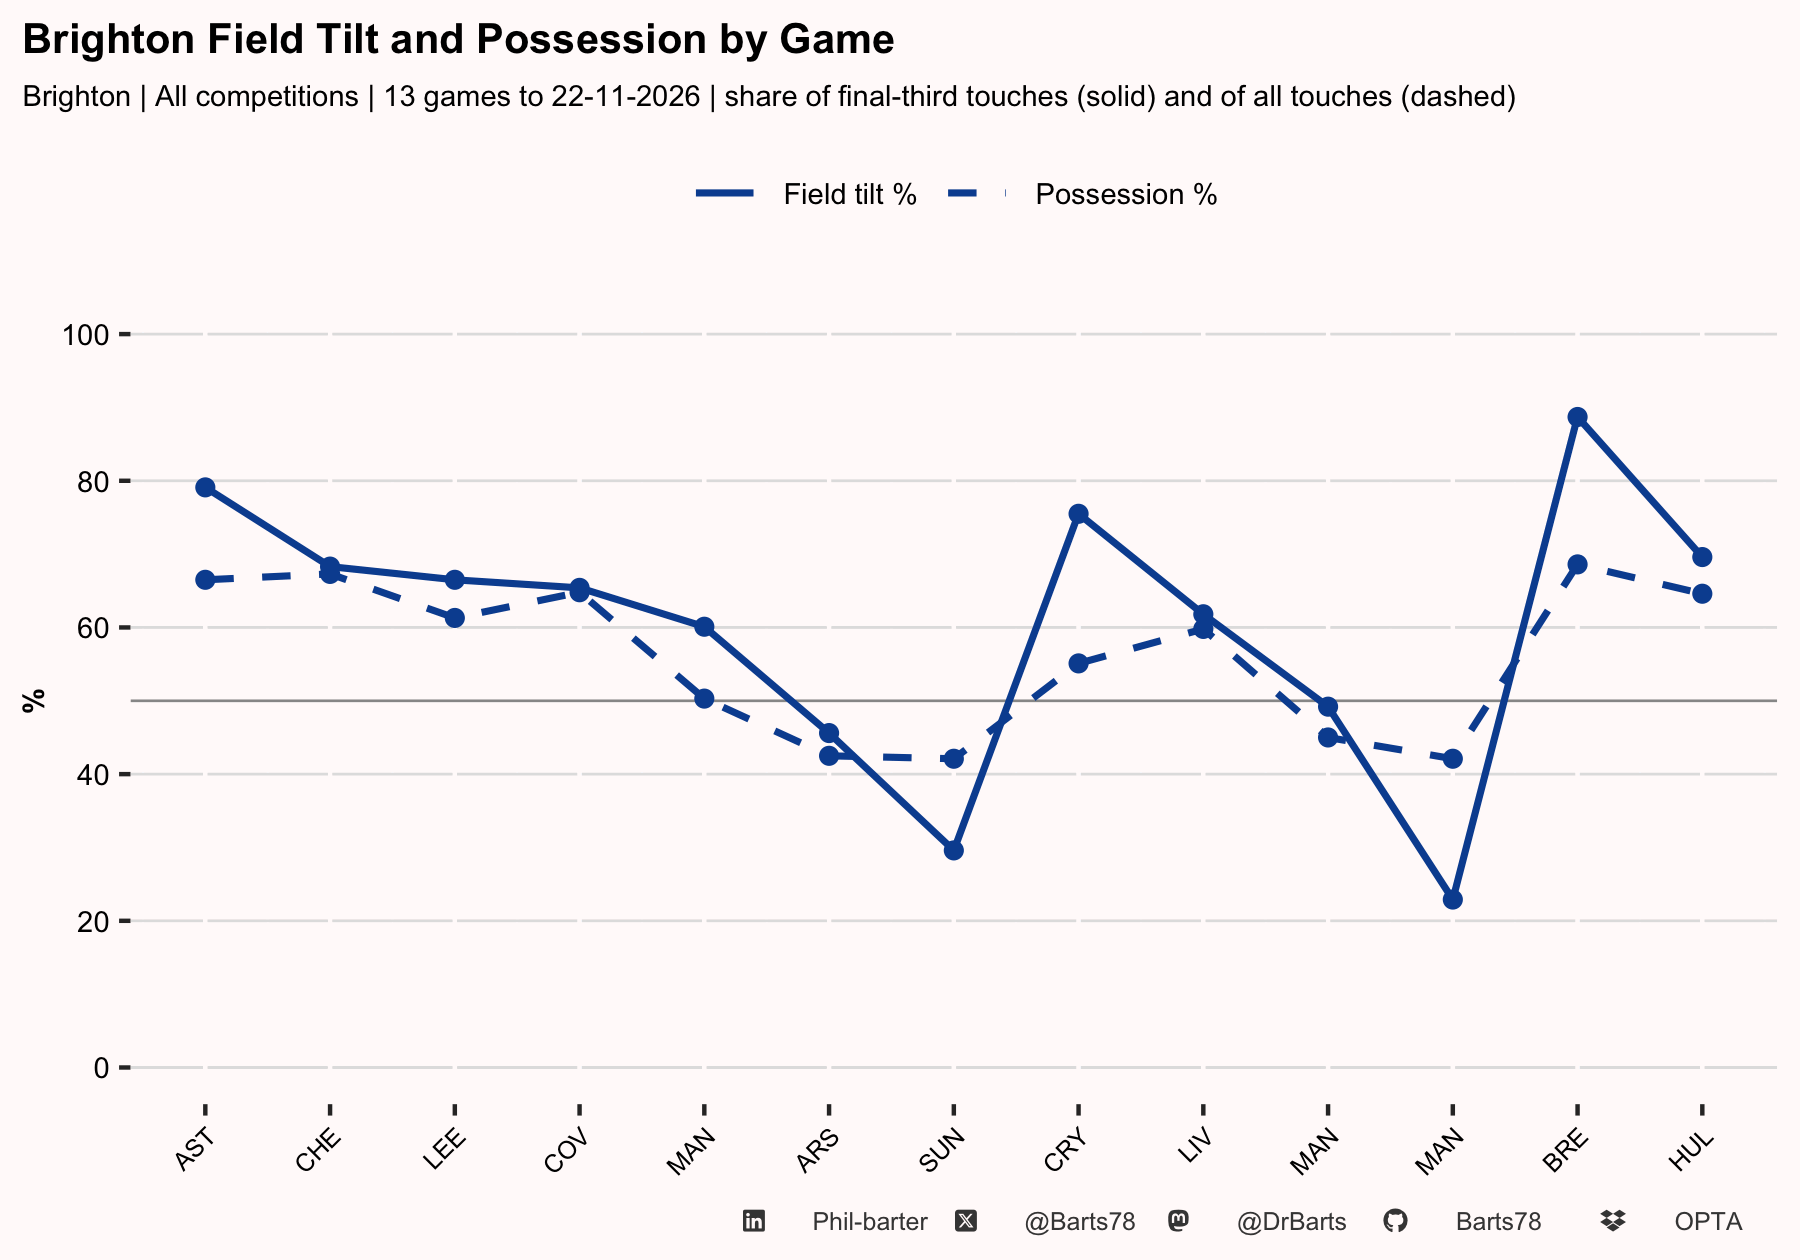 Brighton Field Tilt and Possession by Game
Brighton | All competitions | 13 games to 22-11-2026 | share of final-third touches (solid) and of all touches (dashed)
Field tilt % Possession %
100
80
60
%
40
20
0
AST CHE LEE COV MAN ARS SUN CRY LIV MAN MAN BRE HUL
Phil-barter @Barts78 @DrBarts Barts78 OPTA